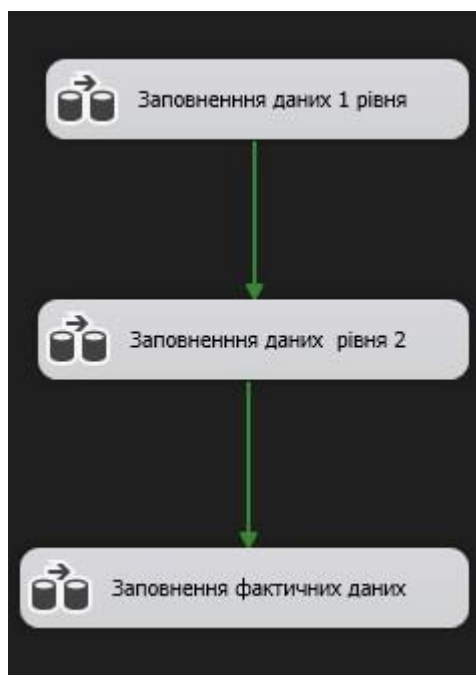 Заповненння даних 1 рівня
Заповненння даних  рівня 2
Заповнення фактичних даних